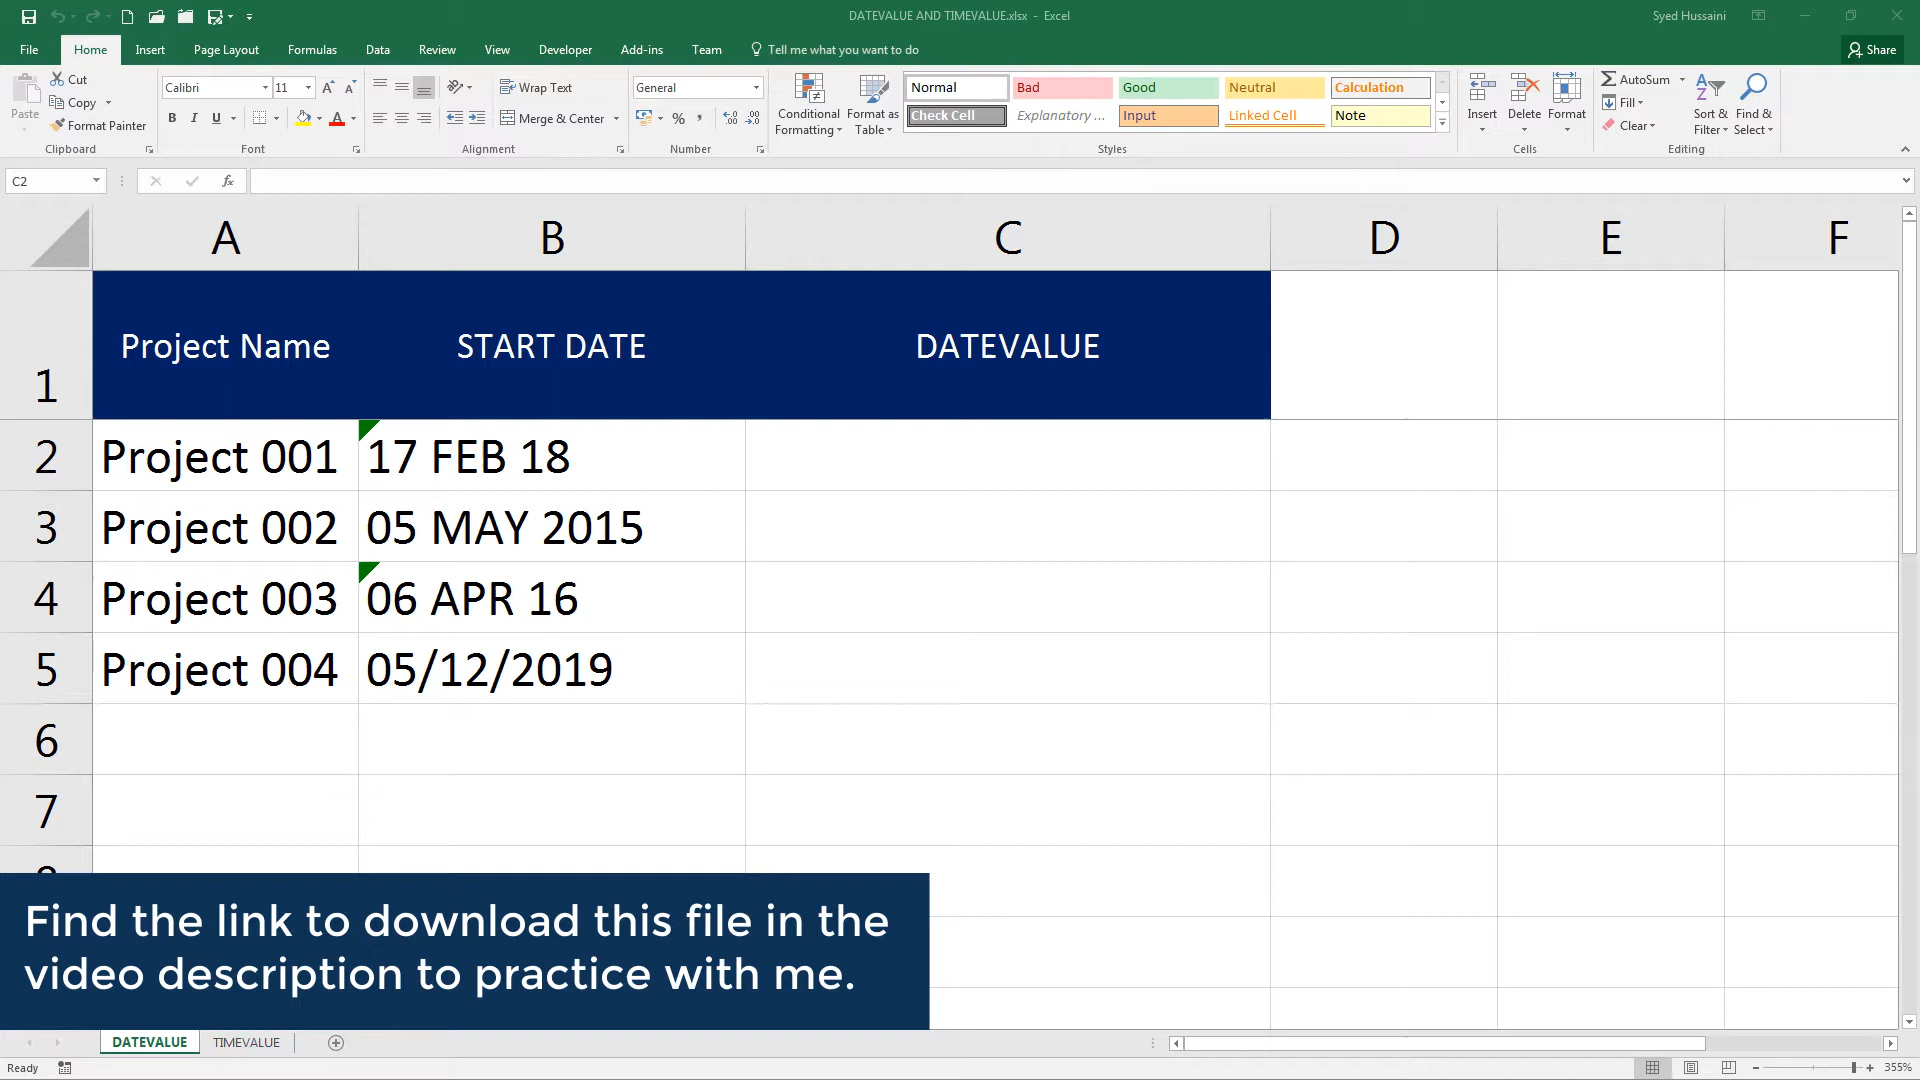 DATEVALUE AND TIMEVALUE.xlsx - Excel
Syed Hussaini
File Home Insert Page Layout Formulas Data Review View Developer Add-ins Team Tell me what you want to do Share
Paste
Cut
Copy
Format Painter
Clipboard
Calibri 11
B I U
Font
Wrap Text
Merge & Center
Alignment
General
Number
Conditional Formatting
Format as Table
Normal Bad Good Neutral Calculation
Check Cell Explanatory ... Input Linked Cell Note
Styles
Insert Delete Format
Cells
AutoSum
Fill
Clear
Sort & Filter
Find & Select
Editing
C2
fx
A B C D E F
1 Project Name START DATE DATEVALUE
2 Project 001 17 FEB 18
3 Project 002 05 MAY 2015
4 Project 003 06 APR 16
5 Project 004 05/12/2019
6
7
Find the link to download this file in the
video description to practice with me.
DATEVALUE TIMEVALUE
Ready
355%